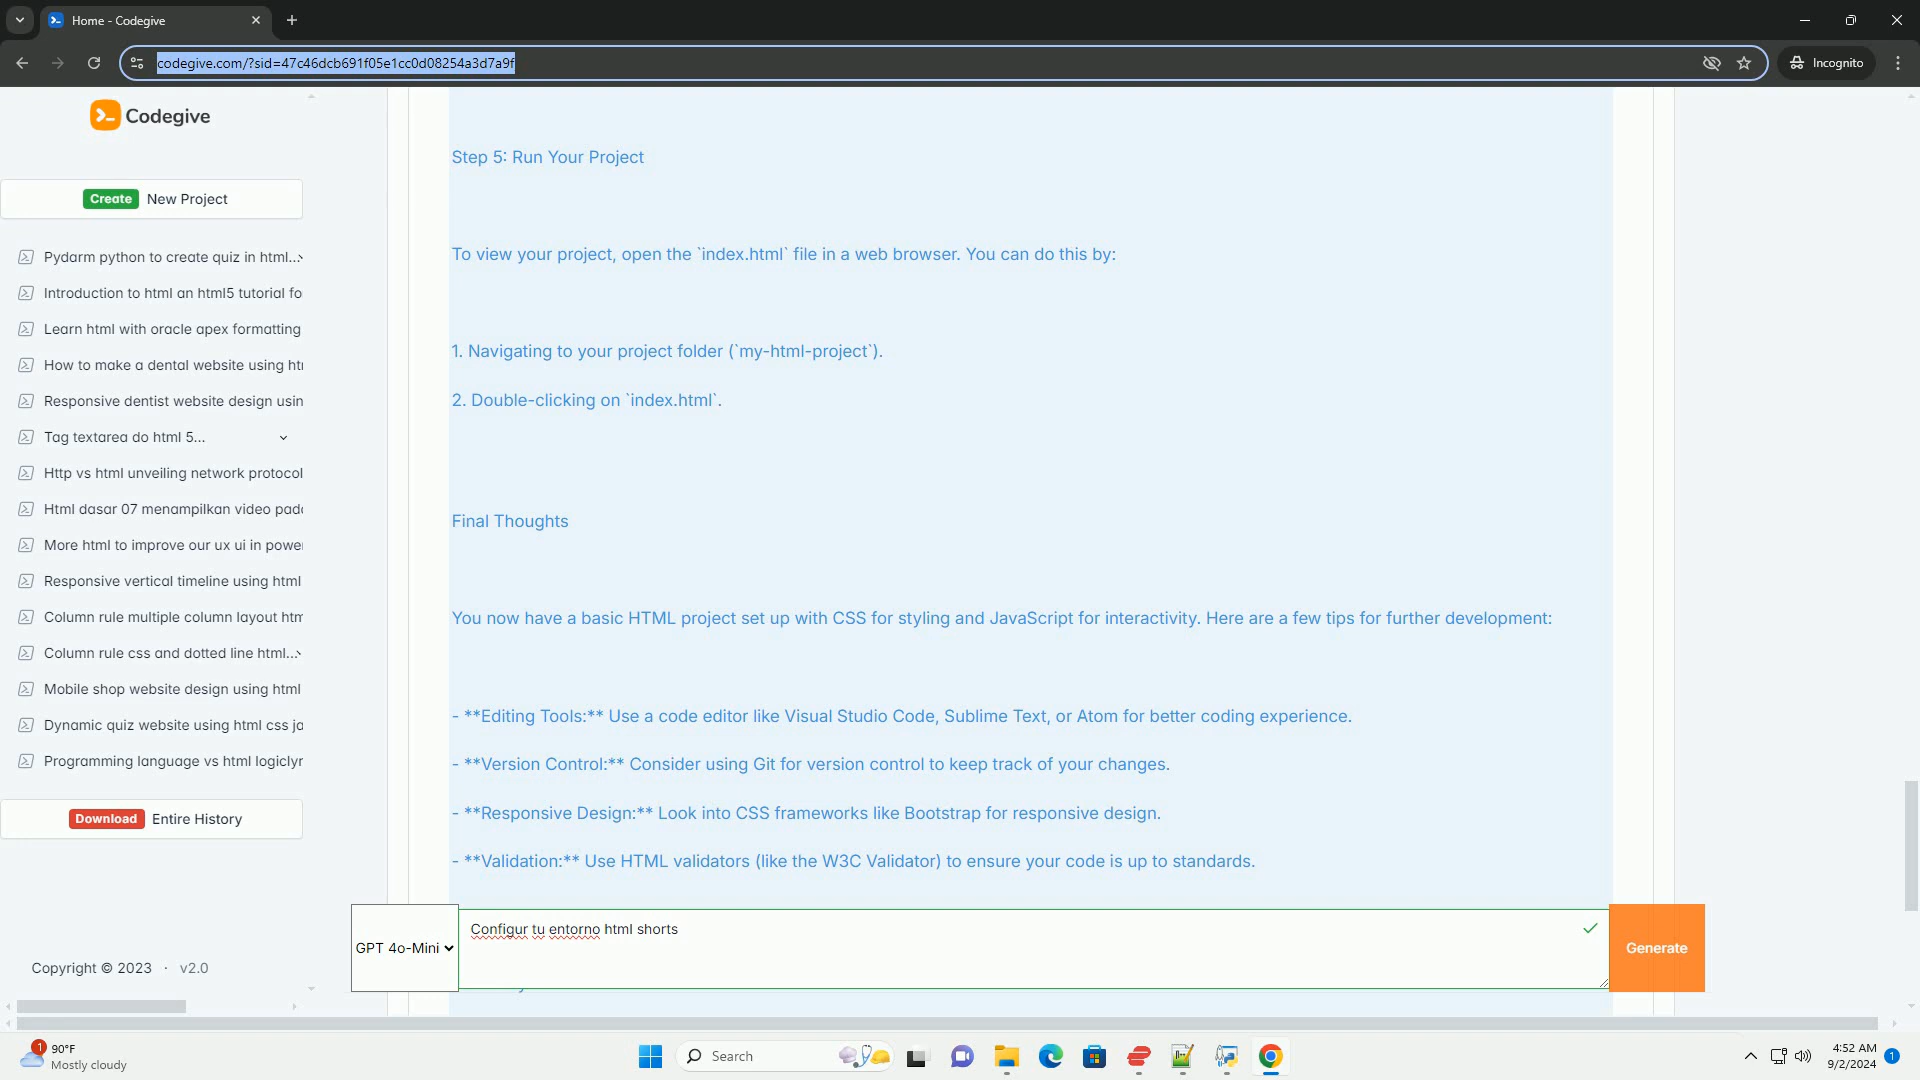 Home - Codegive
codegive.com/?sid=47c46dcb691f05e1cc0d08254a3d7a9f
Incognito
Codegive
Create New Project
Pydarm python to create quiz in html...
Introduction to html an html5 tutorial fo
Learn html with oracle apex formatting
How to make a dental website using htm
Responsive dentist website design usin
Tag textarea do html 5...
Http vs html unveiling network protocol
Html dasar 07 menampilkan video pada
More html to improve our ux ui in power
Responsive vertical timeline using html
Column rule multiple column layout htm
Column rule css and dotted line html...
Mobile shop website design using html
Dynamic quiz website using html css ja
Programming language vs html logiclyr
Download Entire History
Copyright © 2023 · v2.0
Step 5: Run Your Project
To view your project, open the `index.html` file in a web browser. You can do this by:
1. Navigating to your project folder (`my-html-project`).
2. Double-clicking on `index.html`.
Final Thoughts
You now have a basic HTML project set up with CSS for styling and JavaScript for interactivity. Here are a few tips for further development:
- **Editing Tools:** Use a code editor like Visual Studio Code, Sublime Text, or Atom for better coding experience.
- **Version Control:** Consider using Git for version control to keep track of your changes.
- **Responsive Design:** Look into CSS frameworks like Bootstrap for responsive design.
- **Validation:** Use HTML validators (like the W3C Validator) to ensure your code is up to standards.
GPT 4o-Mini
Configur tu entorno html shorts
Generate
1
90°F
Mostly cloudy
Search
4:52 AM
9/2/2024
1